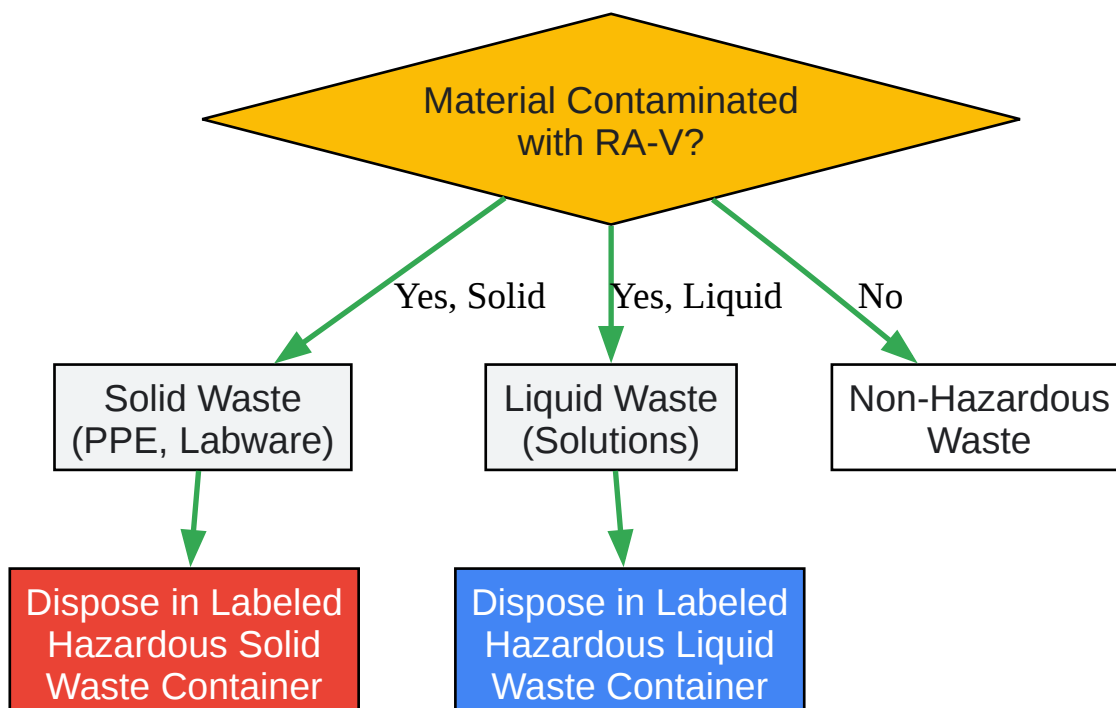 Material Contaminated
with RA-V?
Yes, Solid
Yes, Liquid
No
Solid Waste
(PPE, Labware)
Liquid Waste
(Solutions)
Non-Hazardous
Waste
Dispose in Labeled
Hazardous Solid
Waste Container
Dispose in Labeled
Hazardous Liquid
Waste Container